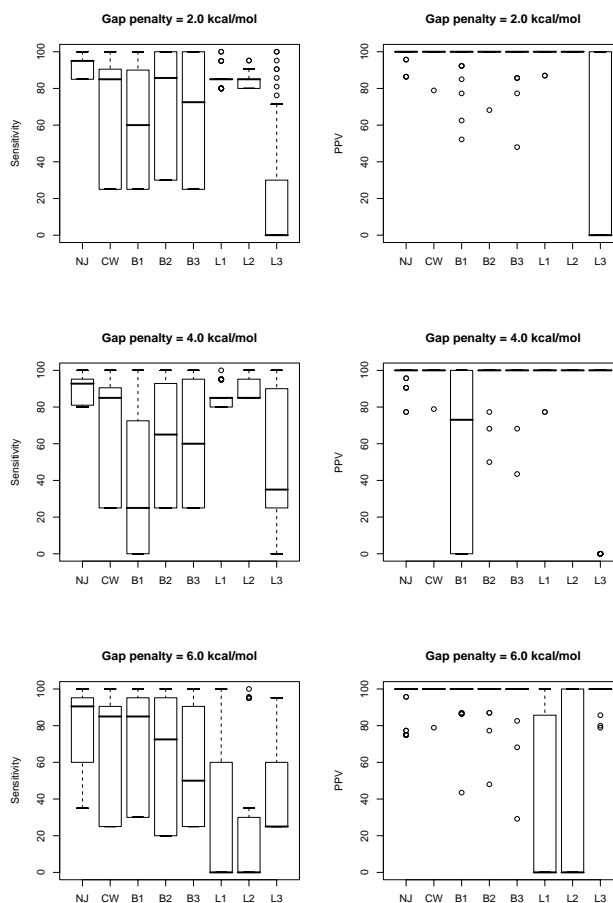 Gap penalty = 2.0 kcal/mol
Sensitivity
100
80
60
40
20
0
NJ CW B1 B2 B3 L1 L2 L3
Gap penalty = 2.0 kcal/mol
PPV
100
80
60
40
20
0
NJ CW B1 B2 B3 L1 L2 L3
Gap penalty = 4.0 kcal/mol
Sensitivity
100
80
60
40
20
0
NJ CW B1 B2 B3 L1 L2 L3
Gap penalty = 4.0 kcal/mol
PPV
100
80
60
40
20
0
NJ CW B1 B2 B3 L1 L2 L3
Gap penalty = 6.0 kcal/mol
Sensitivity
100
80
60
40
20
0
NJ CW B1 B2 B3 L1 L2 L3
Gap penalty = 6.0 kcal/mol
PPV
100
80
60
40
20
0
NJ CW B1 B2 B3 L1 L2 L3